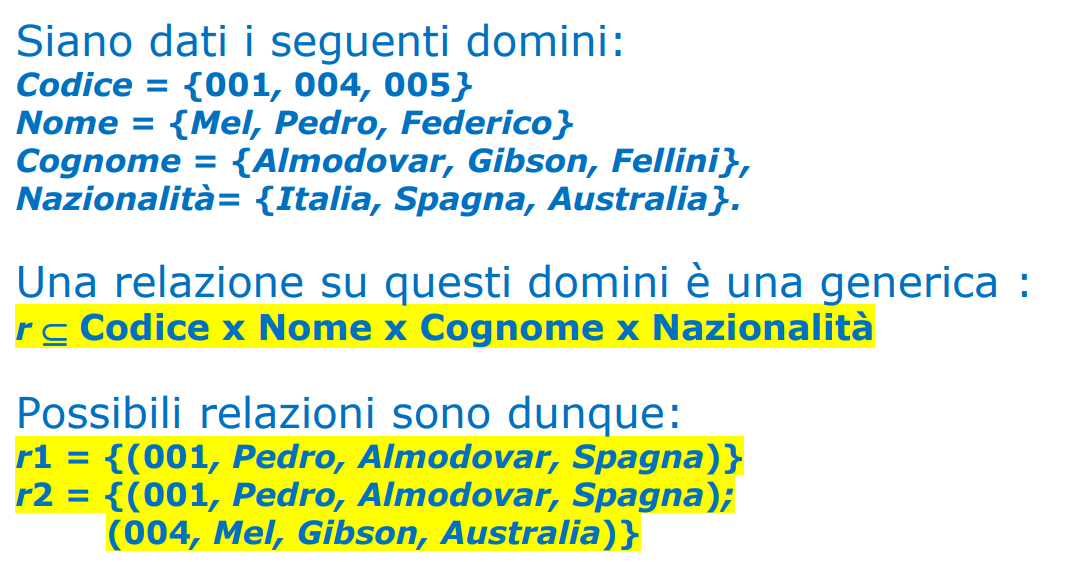 Siano dati i seguenti domini:
Codice = {001, 004, 005}
Nome = {Mel, Pedro, Federico}
Cognome = {Almodovar, Gibson, Fellini},
Nazionalità= {Italia, Spagna, Australia}.
Una relazione su questi domini è una generica :
r ⊆ Codice x Nome x Cognome x Nazionalità
Possibili relazioni sono dunque:
r1 = {(001, Pedro, Almodovar, Spagna)}
r2 = {(001, Pedro, Almodovar, Spagna);
(004, Mel, Gibson, Australia)}